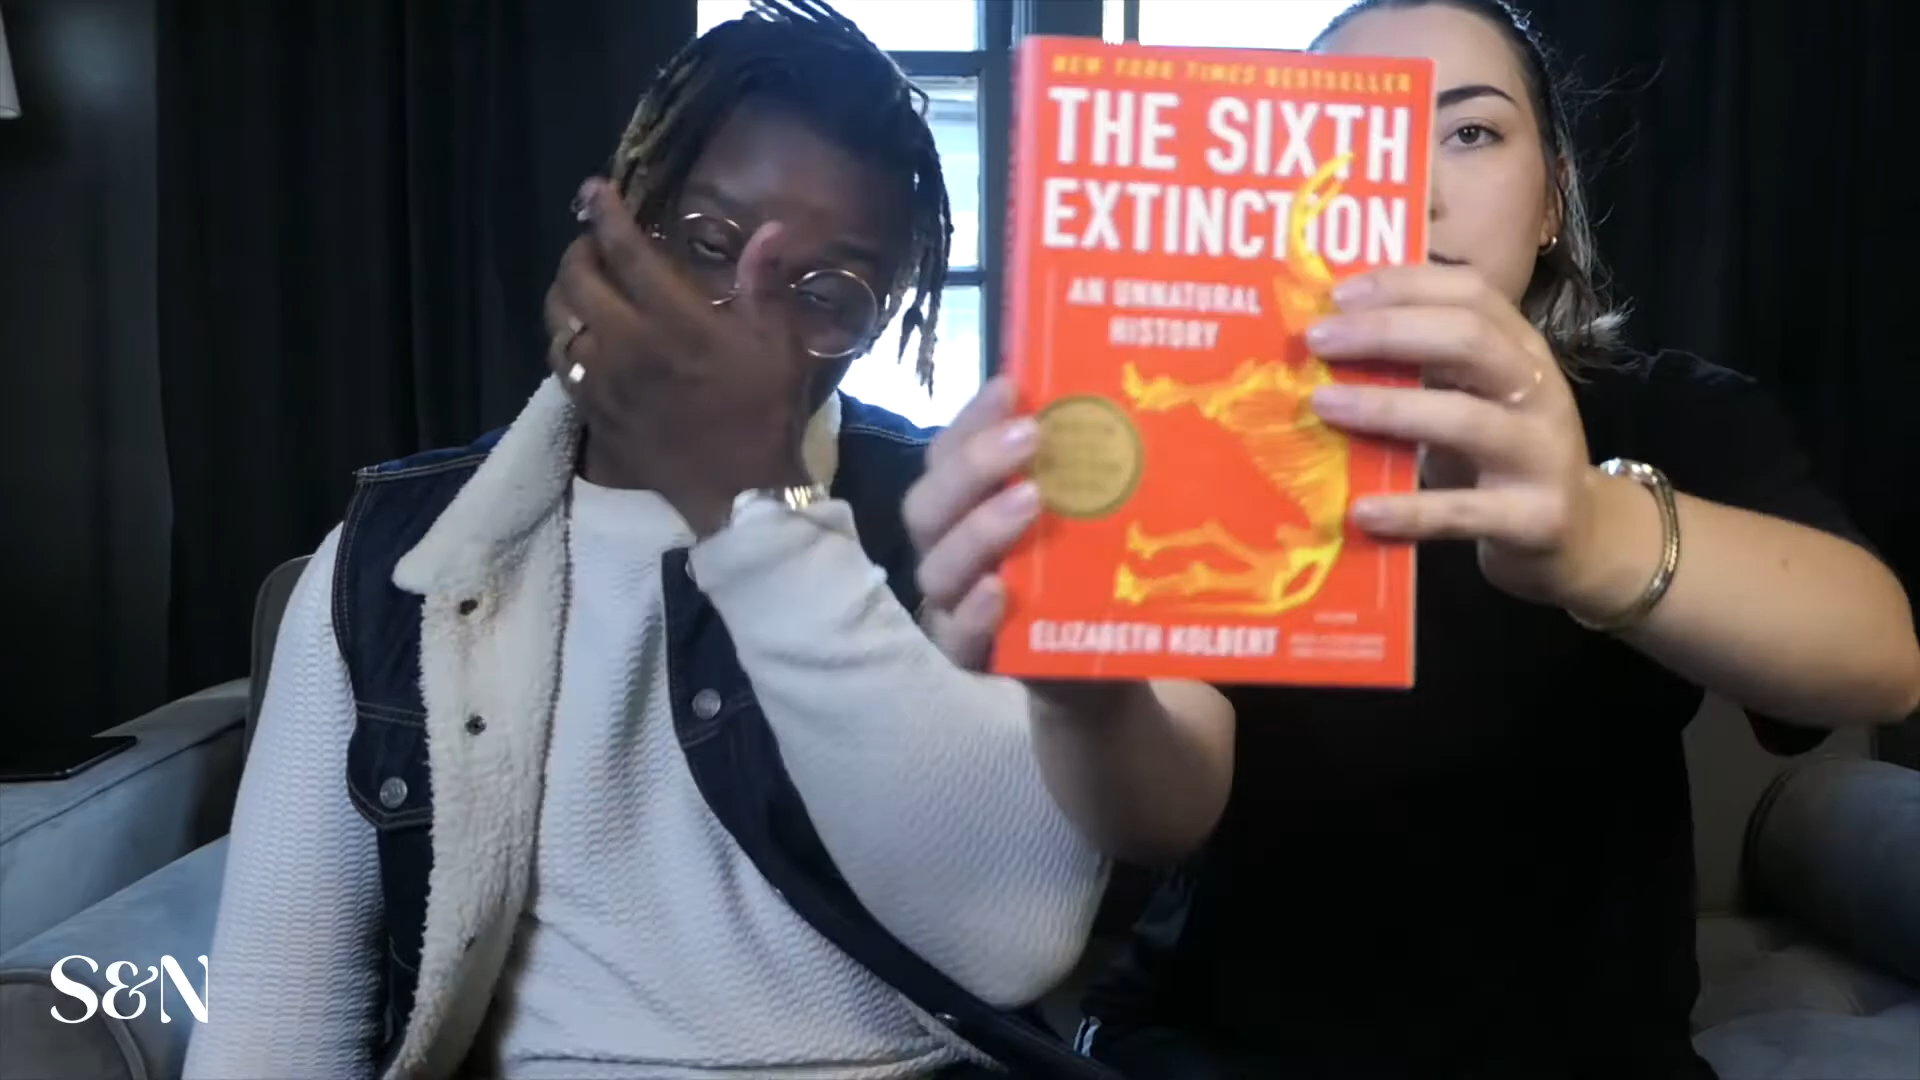 NEW YORK TIMES BESTSELLER
THE SIXTH
EXTINCTION
AN UNNATURAL
HISTORY
ELIZABETH KOLBERT
S&N